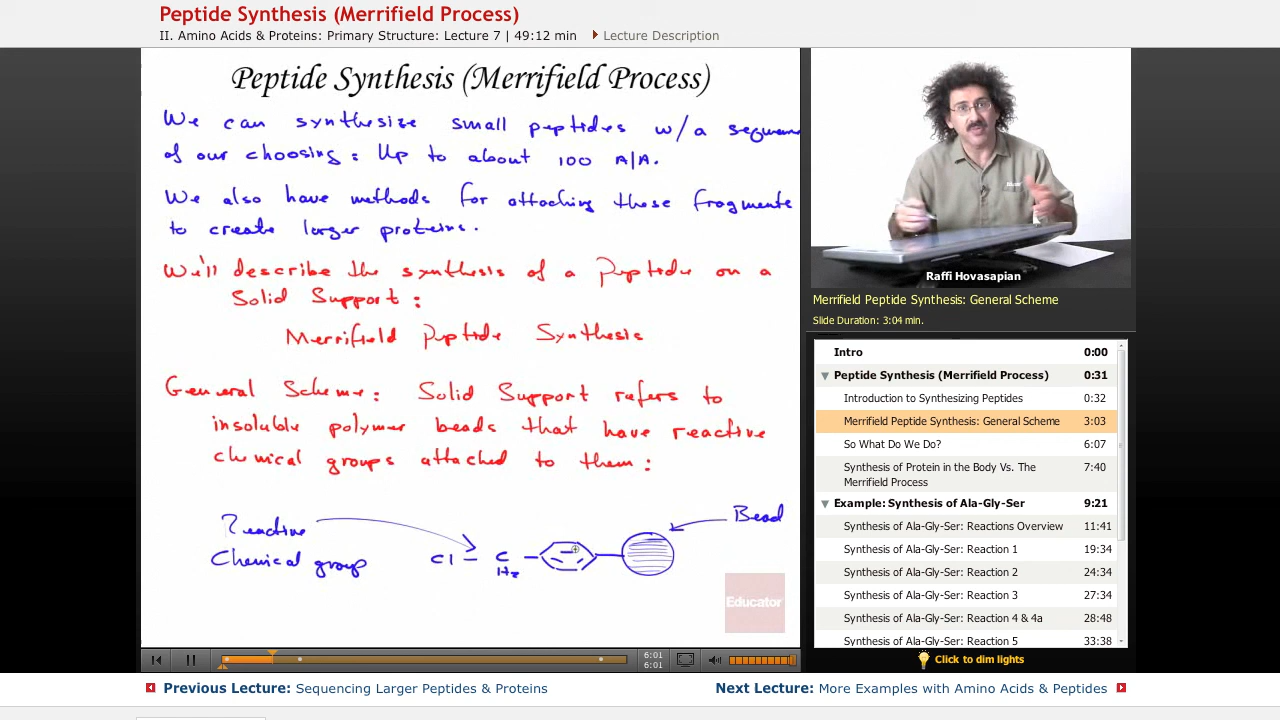 Peptide Synthesis (Merrifield Process)
II. Amino Acids & Proteins: Primary Structure: Lecture 7 | 49:12 min
Lecture Description
Peptide Synthesis (Merrifield Process)
We can synthesize small peptides w/a
of our choosing: Up to about 100 A/A.
We also have methods for attaching those fragments
to create larger proteins.
We'll describe the synthesis of a Peptide on a
Solid Support:
Merrifield Peptide Synthesis
General Scheme: Solid Support refers to
insoluble polymer beads that have reactive
chemical groups attached to them:
Reactive
Chemical group
Cl – C
H2
Bead
Educator
Raffi Hovasapian
Merrifield Peptide Synthesis: General Scheme
Slide Duration: 3:04 min.
Intro 0:00
Peptide Synthesis (Merrifield Process) 0:31
Introduction to Synthesizing Peptides 0:32
Merrifield Peptide Synthesis: General Scheme 3:03
So What Do We Do? 6:07
Synthesis of Protein in the Body Vs. The
Merrifield Process 7:40
Example: Synthesis of Ala-Gly-Ser 9:21
Synthesis of Ala-Gly-Ser: Reactions Overview 11:41
Synthesis of Ala-Gly-Ser: Reaction 1 19:34
Synthesis of Ala-Gly-Ser: Reaction 2 24:34
Synthesis of Ala-Gly-Ser: Reaction 3 27:34
Synthesis of Ala-Gly-Ser: Reaction 4 & 4a 28:48
Synthesis of Ala-Gly-Ser: Reaction 5 33:38
6:01
6:01
Click to dim lights
Previous Lecture: Sequencing Larger Peptides & Proteins
Next Lecture: More Examples with Amino Acids & Peptides